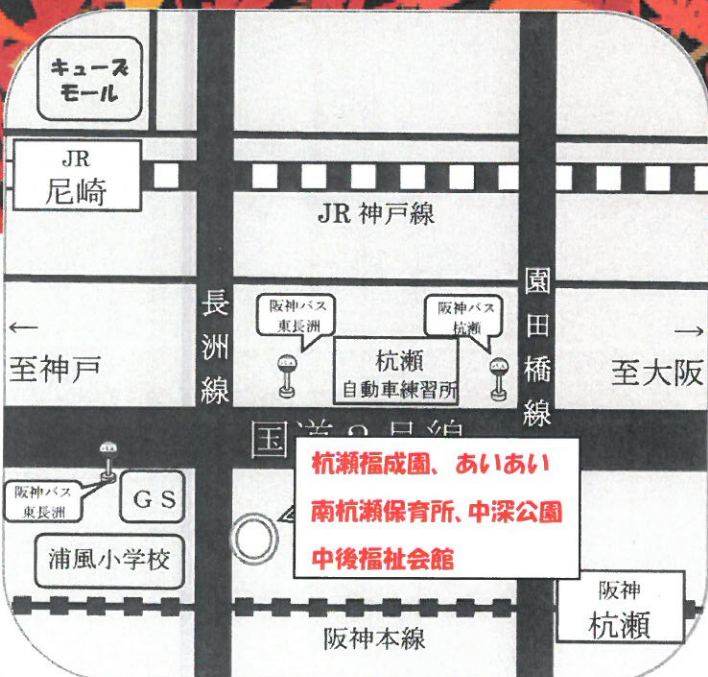 キューズ
モール
JR
尼崎
JR 神戸線
長洲線
園田橋線
阪神バス
東長洲
阪神バス
杭瀬
杭瀬
自動車練習所
←
至神戸
→
至大阪
杭瀬福成園、あいあい
南杭瀬保育所、中深公園
中後福祉会館
阪神バス
東長洲
GS
浦風小学校
阪神
杭瀬
阪神本線